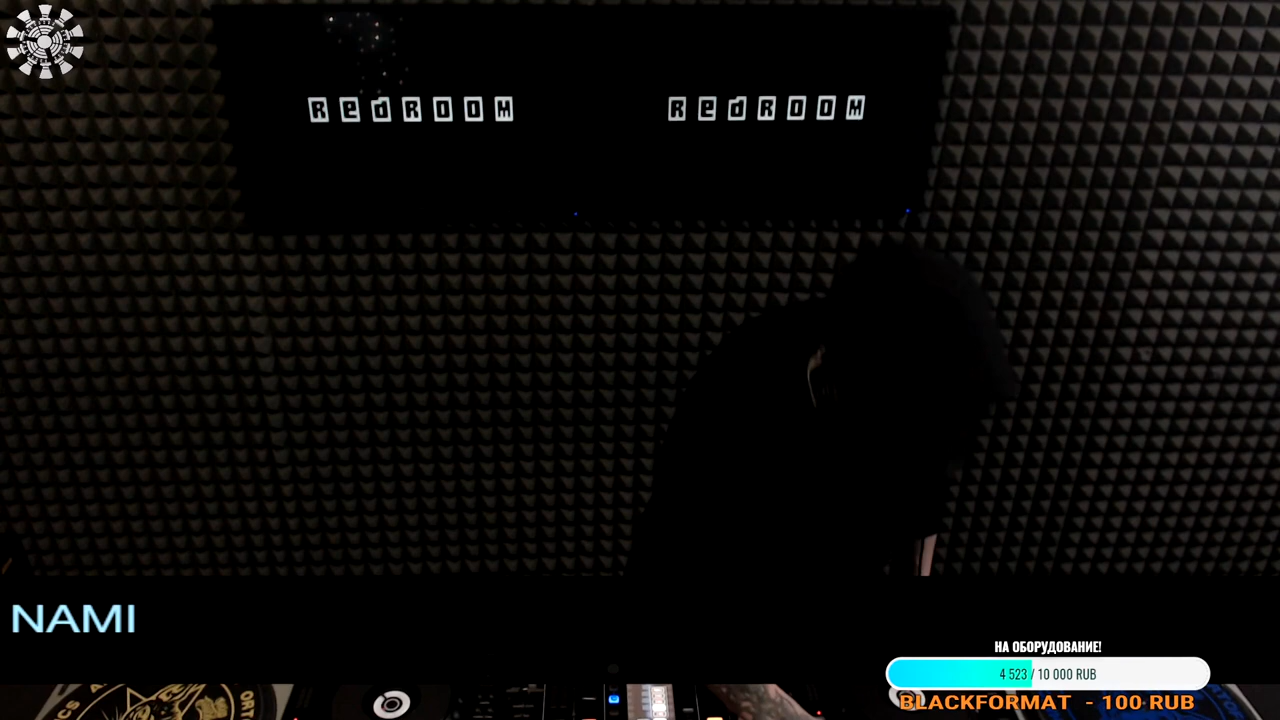 RedROOM RedROOM
NAMI
НА ОБОРУДОВАНИЕ!
4 523 / 10 000 RUB
BLACKFORMAT - 100 RUB